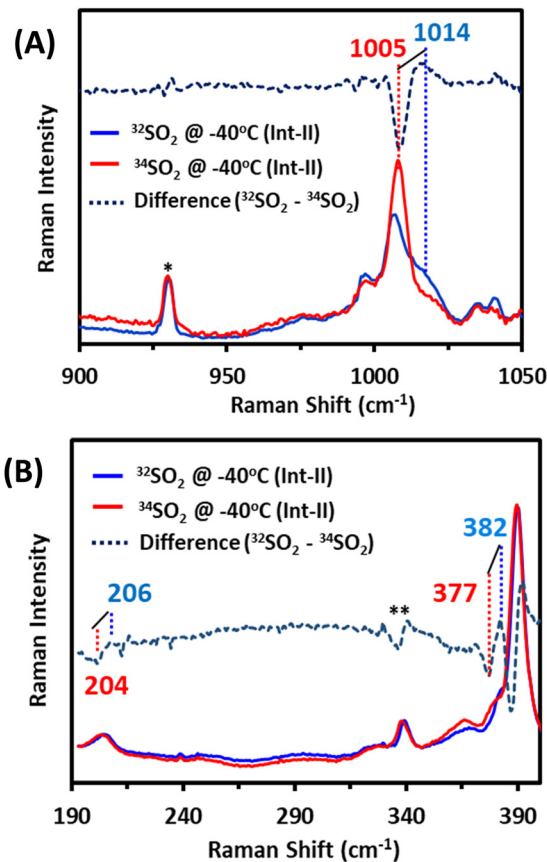 (A)
1005 1014
³²SO₂ @ -40°C (Int-II)
³⁴SO₂ @ -40°C (Int-II)
Difference (³²SO₂ - ³⁴SO₂)
*
Raman Intensity
900 950 1000 1050
Raman Shift (cm⁻¹)
(B)
³²SO₂ @ -40°C (Int-II)
³⁴SO₂ @ -40°C (Int-II)
Difference (³²SO₂ - ³⁴SO₂)
382
377
206
204
**
Raman Intensity
190 240 290 340 390
Raman Shift (cm⁻¹)